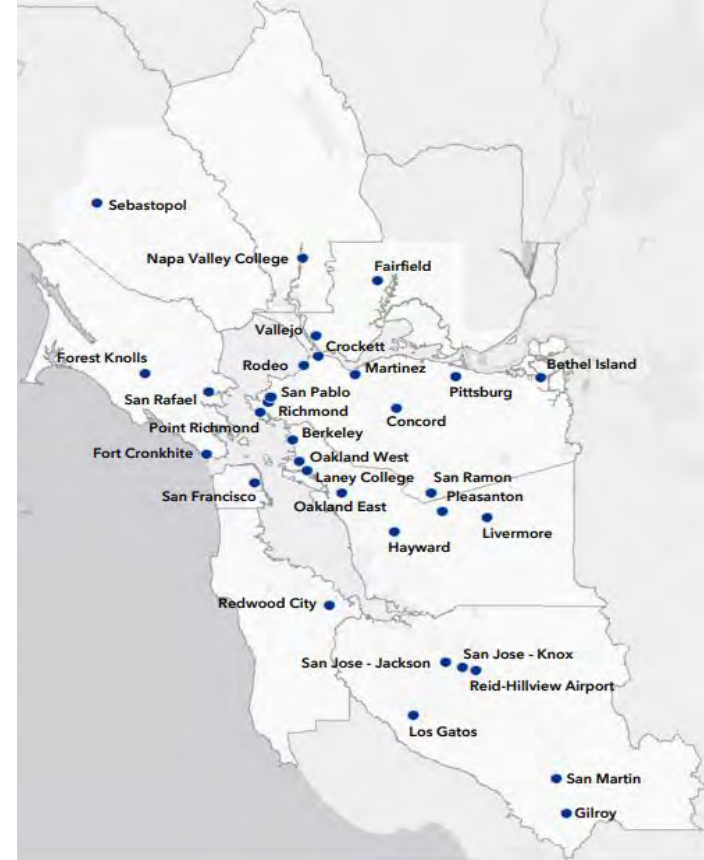 Sebastopol
Napa Valley College
Fairfield
Vallejo
Crockett
Forest Knolls
Rodeo
Martinez
Bethel Island
San Rafael
San Pablo
Pittsburg
Richmond
Point Richmond
Concord
Berkeley
Fort Cronkhite
Oakland West
Laney College
San Ramon
San Francisco
Oakland East
Pleasanton
Livermore
Hayward
Redwood City
San Jose - Knox
San Jose - Jackson
Reid-Hillview Airport
Los Gatos
San Martin
Gilroy